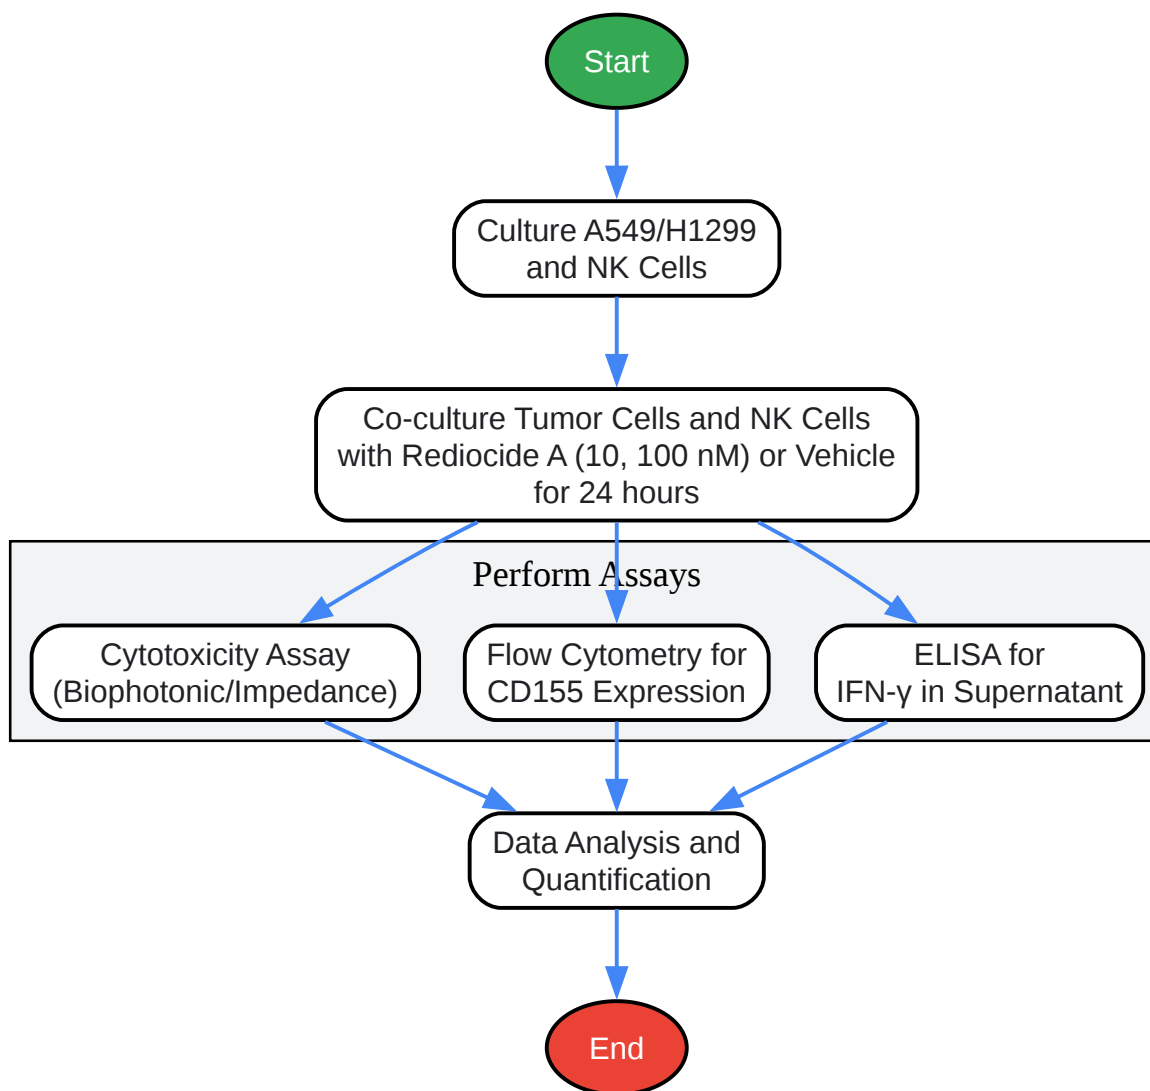 Start
Culture A549/H1299
and NK Cells
Co-culture Tumor Cells and NK Cells
with Rediocide A (10, 100 nM) or Vehicle
for 24 hours
Perform Assays
Cytotoxicity Assay
(Biophotonic/Impedance)
Flow Cytometry for
CD155 Expression
ELISA for
IFN-γ in Supernatant
Data Analysis and
Quantification
End